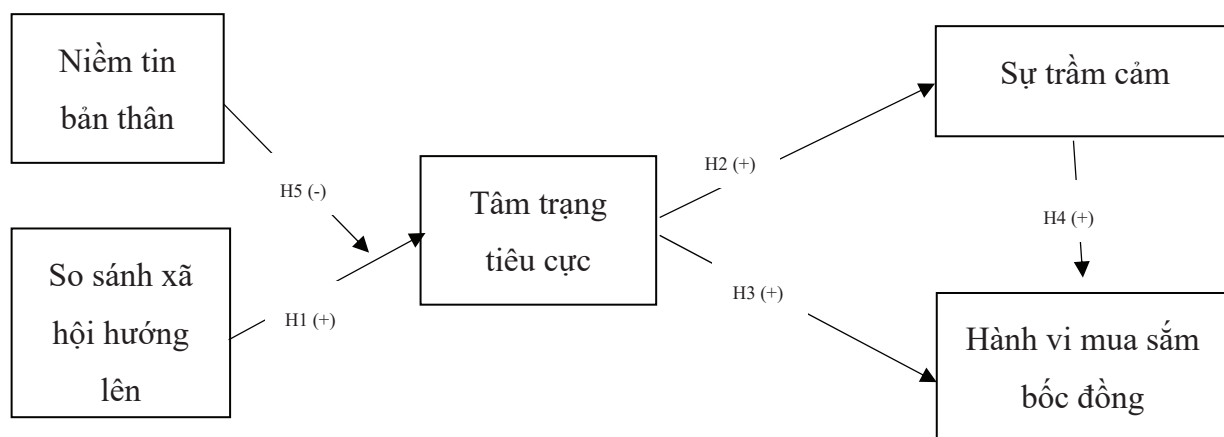 Niềm tin
bản thân
H5 (-)
So sánh xã
hội hướng
lên
H1 (+)
Tâm trạng
tiêu cực
H2 (+)
H3 (+)
Sự trầm cảm
H4 (+)
Hành vi mua sắm
bốc đồng